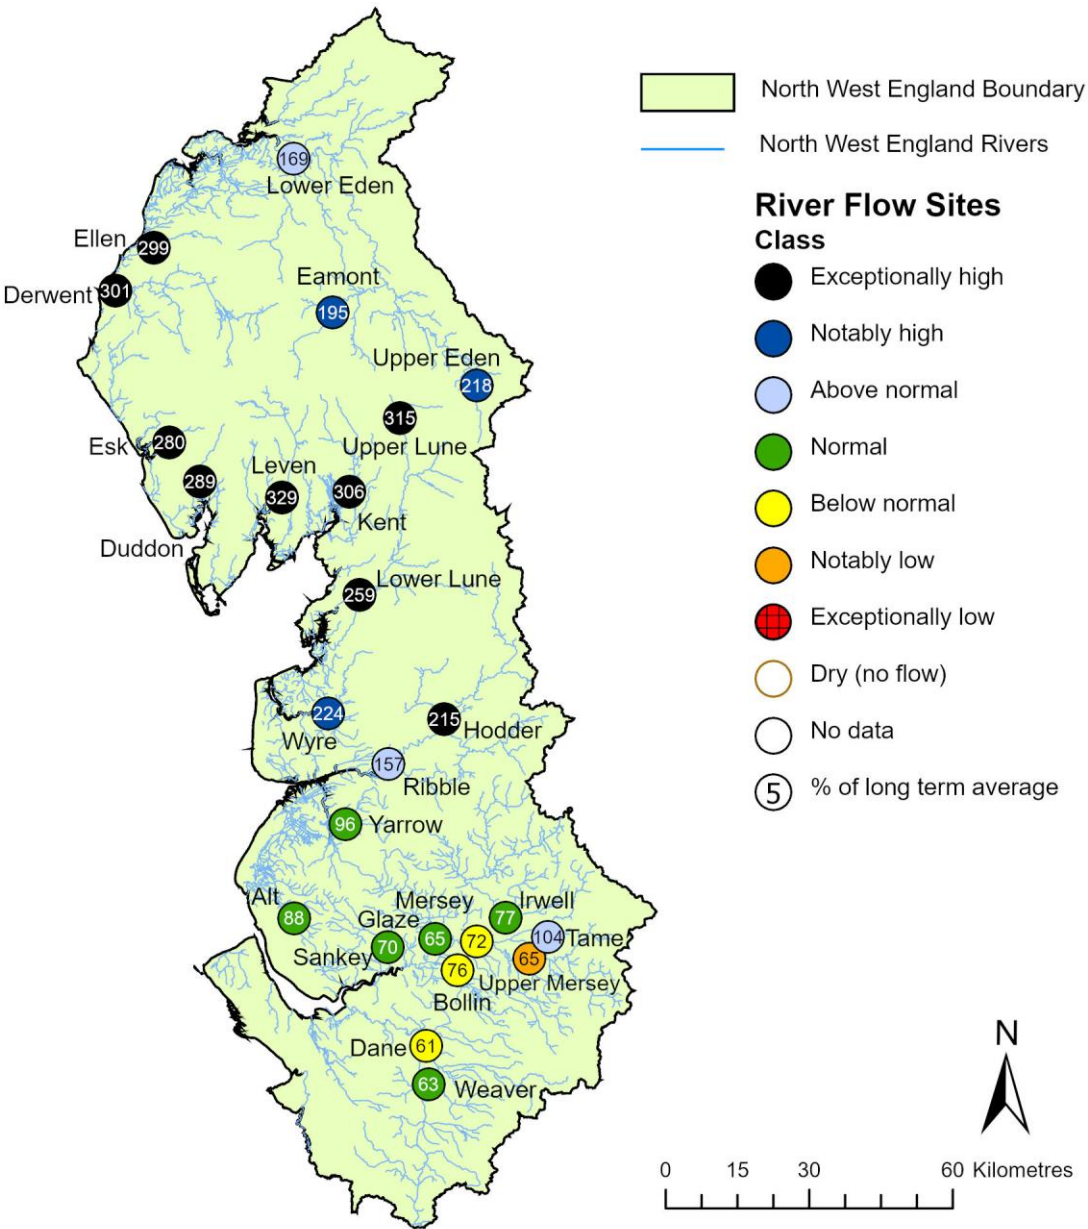 North West England Boundary
North West England Rivers
River Flow Sites
Class
Exceptionally high
Notably high
Above normal
Normal
Below normal
Notably low
Exceptionally low
Dry (no flow)
No data
5 % of long term average
169
Lower Eden
Ellen 299
Derwent 301
Eamont
195
Upper Eden
218
315
Upper Lune
Esk 280
289
Duddon
Leven
329
306
Kent
Lower Lune
259
224
Wyre
215 Hodder
157
Ribble
96 Yarrow
Alt
88
Mersey
Glaze
Irwell
77
Sankey 70
65
72
104 Tame
65
Upper Mersey
76
Bollin
Dane 61
63 Weaver
N
0 15 30 60 Kilometres